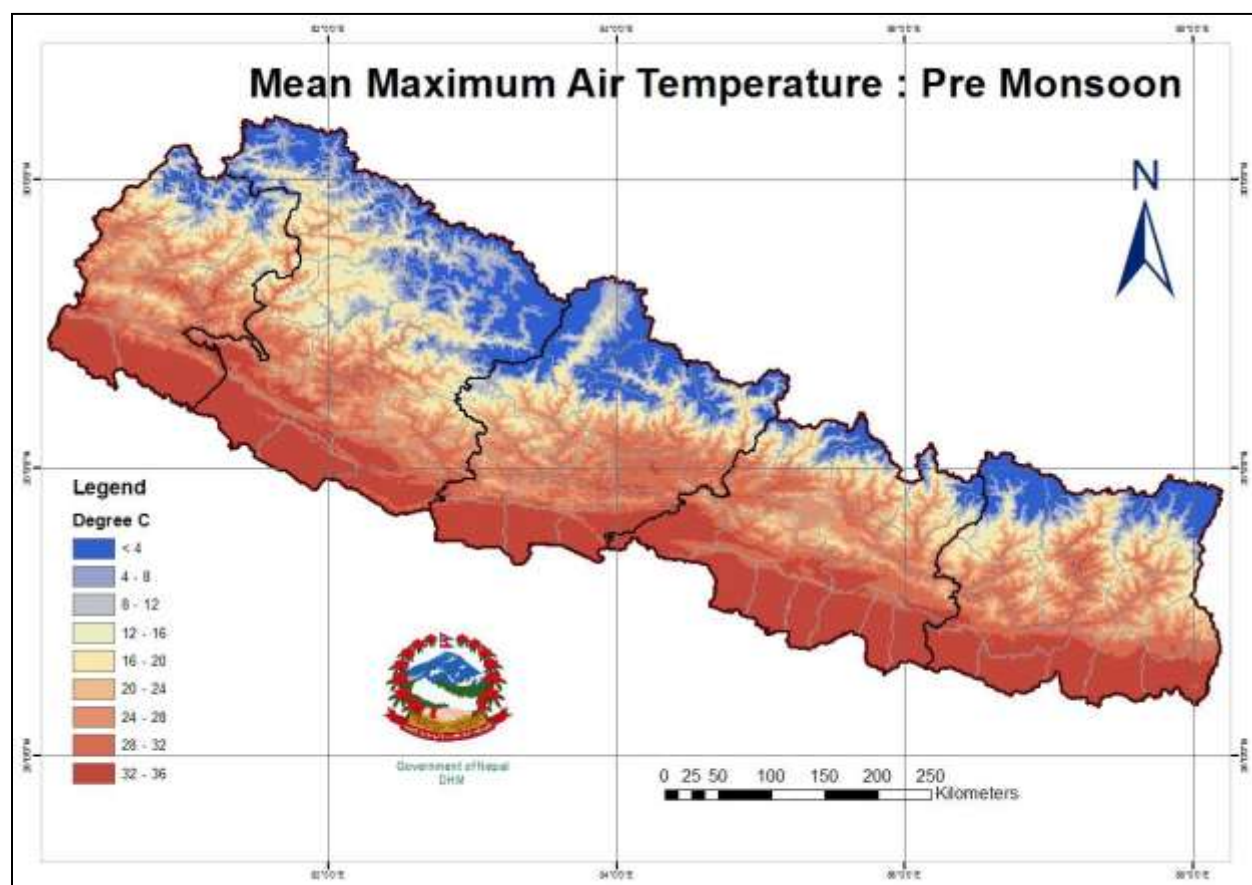 Mean Maximum Air Temperature : Pre Monsoon
N
Legend
Degree C
< 4
4 - 8
8 - 12
12 - 16
16 - 20
20 - 24
24 - 28
28 - 32
32 - 36
Government of Nepal
DHM
0 25 50 100 150 200 250
Kilometers